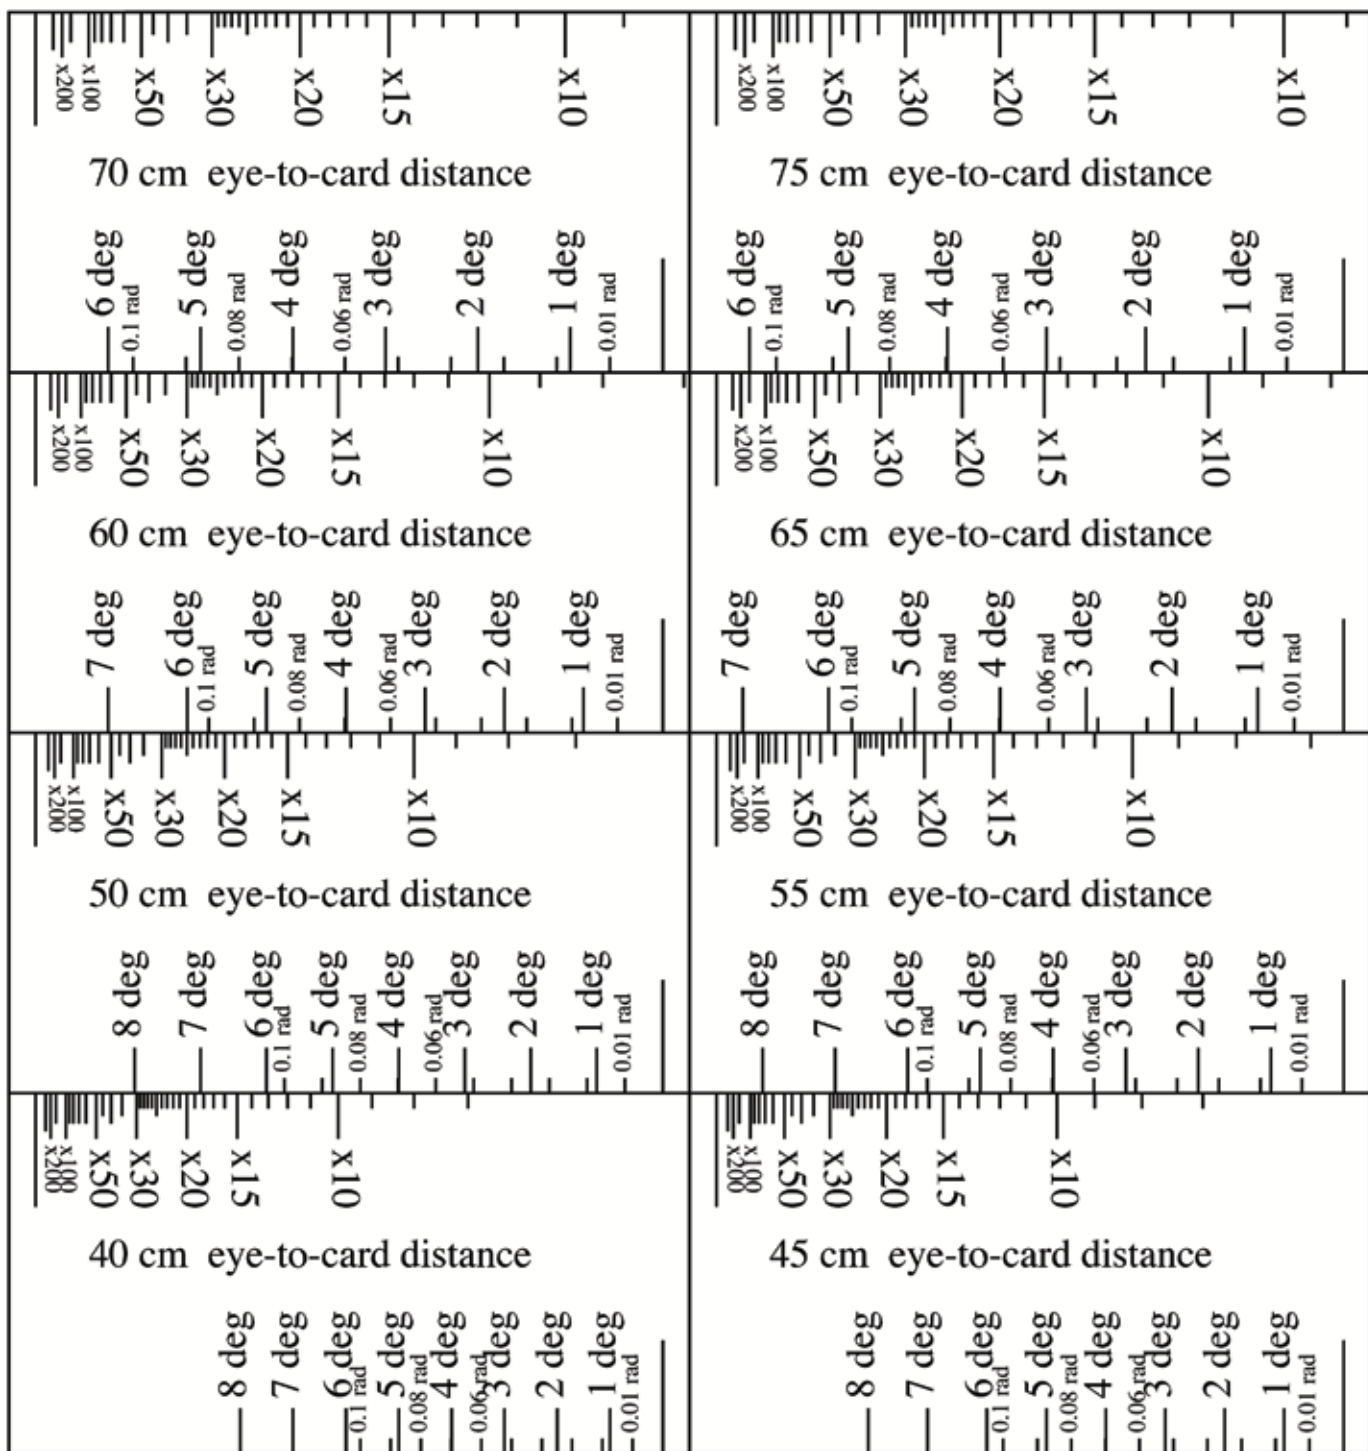 x200 x100 x50 x30 x20 x15 x10
70 cm eye-to-card distance
6 deg 0.1 rad 5 deg 0.08 rad 4 deg 0.06 rad 3 deg 2 deg 1 deg 0.01 rad
x200 x100 x50 x30 x20 x15 x10
75 cm eye-to-card distance
6 deg 0.1 rad 5 deg 0.08 rad 4 deg 0.06 rad 3 deg 2 deg 1 deg 0.01 rad
x200 x100 x50 x30 x20 x15 x10
60 cm eye-to-card distance
7 deg 6 deg 0.1 rad 5 deg 0.08 rad 4 deg 0.06 rad 3 deg 2 deg 1 deg 0.01 rad
x200 x100 x50 x30 x20 x15 x10
65 cm eye-to-card distance
7 deg 6 deg 0.1 rad 5 deg 0.08 rad 4 deg 0.06 rad 3 deg 2 deg 1 deg 0.01 rad
x200 x100 x50 x30 x20 x15 x10
50 cm eye-to-card distance
8 deg 7 deg 6 deg 0.1 rad 5 deg 0.08 rad 4 deg 0.06 rad 3 deg 2 deg 1 deg 0.01 rad
x200 x100 x50 x30 x20 x15 x10
55 cm eye-to-card distance
8 deg 7 deg 6 deg 0.1 rad 5 deg 0.08 rad 4 deg 0.06 rad 3 deg 2 deg 1 deg 0.01 rad
x200 x100 x50 x30 x20 x15 x10
40 cm eye-to-card distance
8 deg 7 deg 6 deg 0.1 rad 5 deg 0.08 rad 4 deg 0.06 rad 3 deg 2 deg 1 deg 0.01 rad
x200 x100 x50 x30 x20 x15 x10
45 cm eye-to-card distance
8 deg 7 deg 6 deg 0.1 rad 5 deg 0.08 rad 4 deg 0.06 rad 3 deg 2 deg 1 deg 0.01 rad